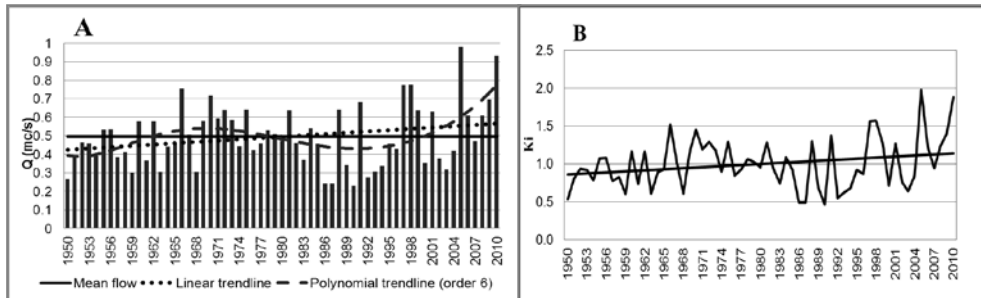 A
Q (mc/s)
1
0.9
0.8
0.7
0.6
0.5
0.4
0.3
0.2
0.1
0
1950 1953 1956 1959 1962 1965 1968 1971 1974 1977 1980 1983 1986 1989 1992 1995 1998 2001 2004 2007 2010
Mean flow Linear trendline Polynomial trendline (order 6)
B
Ki
2.5
2.0
1.5
1.0
0.5
0.0
1950 1953 1956 1959 1962 1965 1968 1971 1974 1977 1980 1983 1986 1989 1992 1995 1998 2001 2004 2007 2010